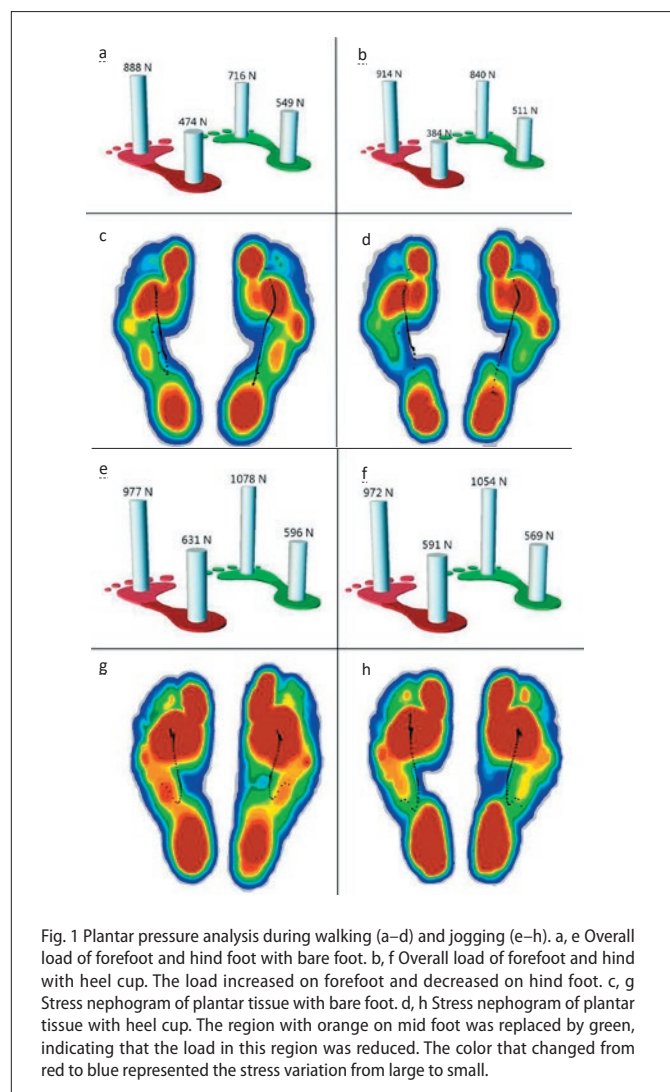 a
b
888 N
716 N
549 N
474 N
914 N
840 N
511 N
384 N
c
d
e
f
977 N
1078 N
631 N
596 N
972 N
1054 N
591 N
569 N
g
h
Fig. 1 Plantar pressure analysis during walking (a–d) and jogging (e–h). a, e Overall
load of forefoot and hind foot with bare foot. b, f Overall load of forefoot and hind
with heel cup. The load increased on forefoot and decreased on hind foot. c, g
Stress nephogram of plantar tissue with bare foot. d, h Stress nephogram of plantar
tissue with heel cup. The region with orange on mid foot was replaced by green,
indicating that the load in this region was reduced. The color that changed from
red to blue represented the stress variation from large to small.